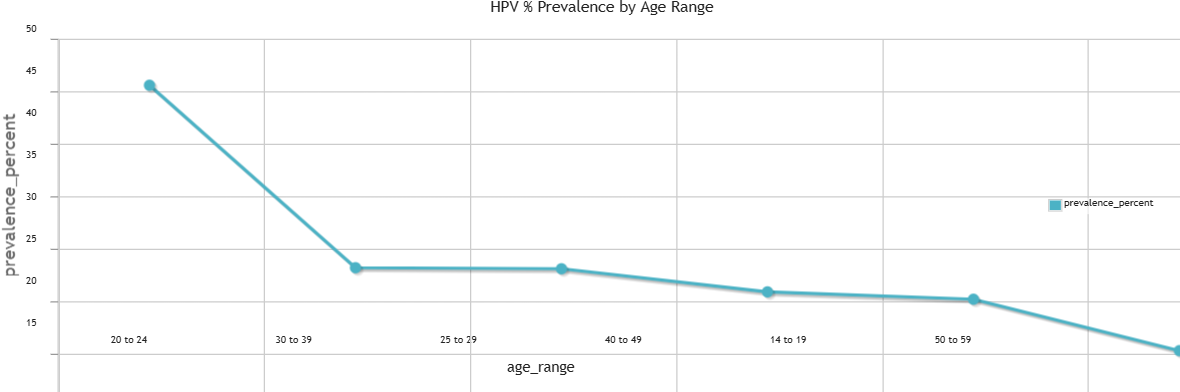 HPV % Prevalence by Age Range
50
45
40
35
30
25
20
15
prevalence_percent
prevalence_percent
20 to 24
30 to 39
25 to 29
40 to 49
14 to 19
50 to 59
age_range